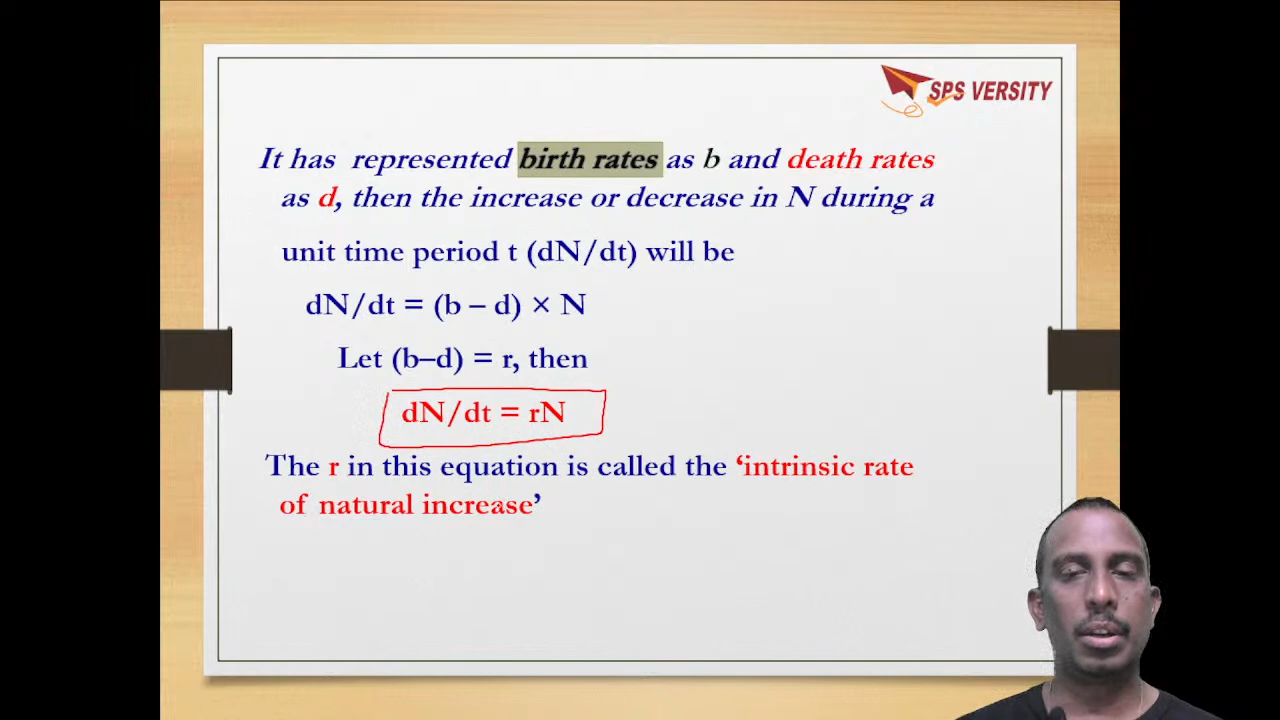 SPS VERSITY
It has represented birth rates as b and death rates
as d, then the increase or decrease in N during a
unit time period t (dN/dt) will be
dN/dt = (b – d) × N
Let (b–d) = r, then
dN/dt = rN
The r in this equation is called the ‘intrinsic rate
of natural increase’